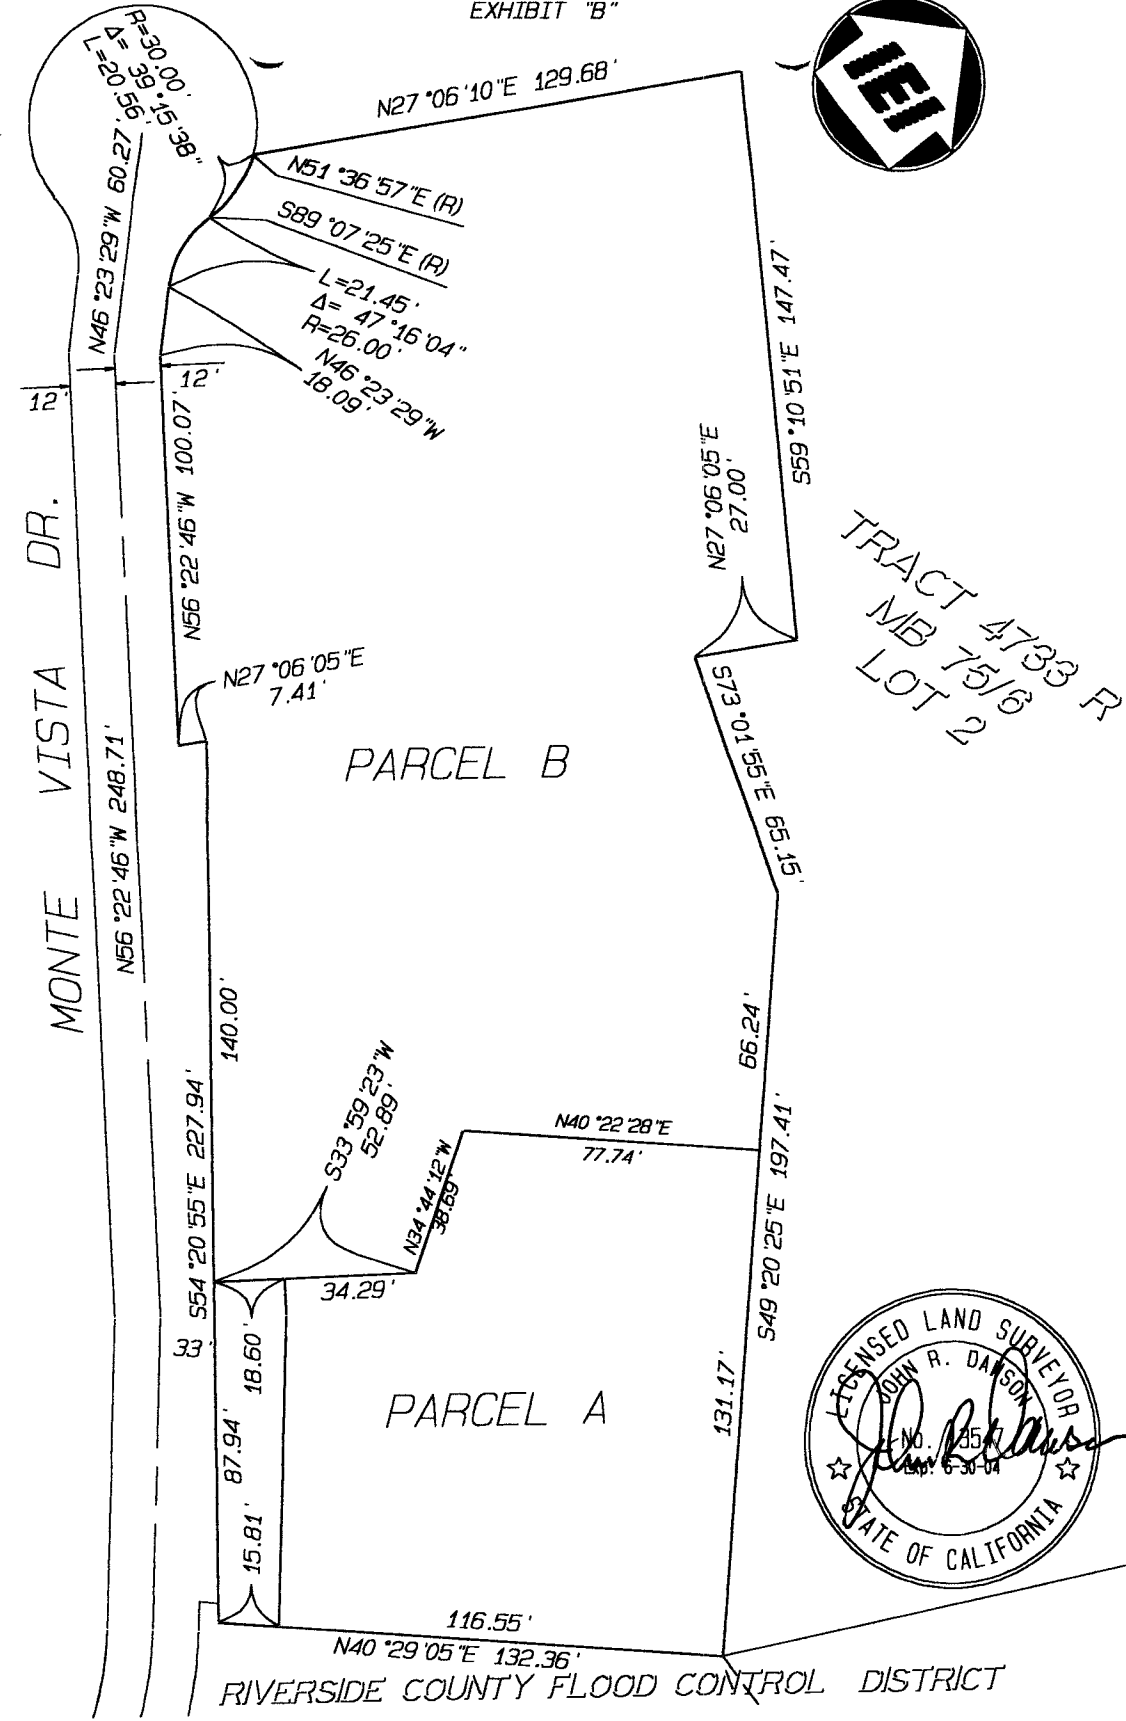 EXHIBIT "B"
R=30.00'
Δ= 39°15'38"
L=20.56'
N46°23'29"W 60.27'
N27°06'10"E 129.68'
IEI
N51°36'57"E (R)
S89°07'25"E (R)
L=21.45'
Δ= 47°16'04"
R=26.00'
N46°23'29"W
18.09'
12'
12'
N56°22'46"W 100.07'
S59°10'51"E 147.47'
N27°06'05"E
27.00'
TRACT 4733 R
MB 75/6
LOT 2
N27°06'05"E
7.41'
S73°01'55"E 65.15'
PARCEL B
MONTE VISTA DR.
N56°22'46"W 248.71'
140.00'
66.24'
S33°59'23"W
52.89'
N40°22'28"E
77.74'
N34°44'12"W
38.69'
S54°20'55"E 227.94'
S49°20'25"E 197.41'
34.29'
33'
18.60'
87.94'
15.81'
PARCEL A
131.17'
LICENSED LAND SURVEYOR
JOHN R. DAWSON
No. 3547
EXP. 6-30-04
STATE OF CALIFORNIA
116.55'
N40°29'05"E 132.36'
RIVERSIDE COUNTY FLOOD CONTROL DISTRICT